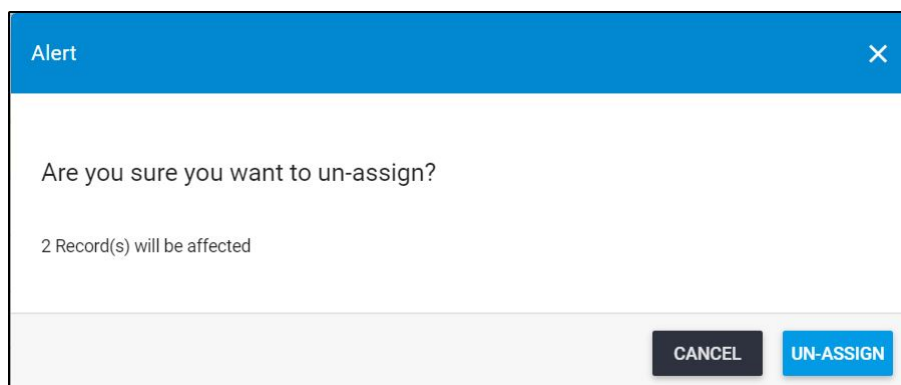 Alert
Are you sure you want to un-assign?
2 Record(s) will be affected
CANCEL UN-ASSIGN